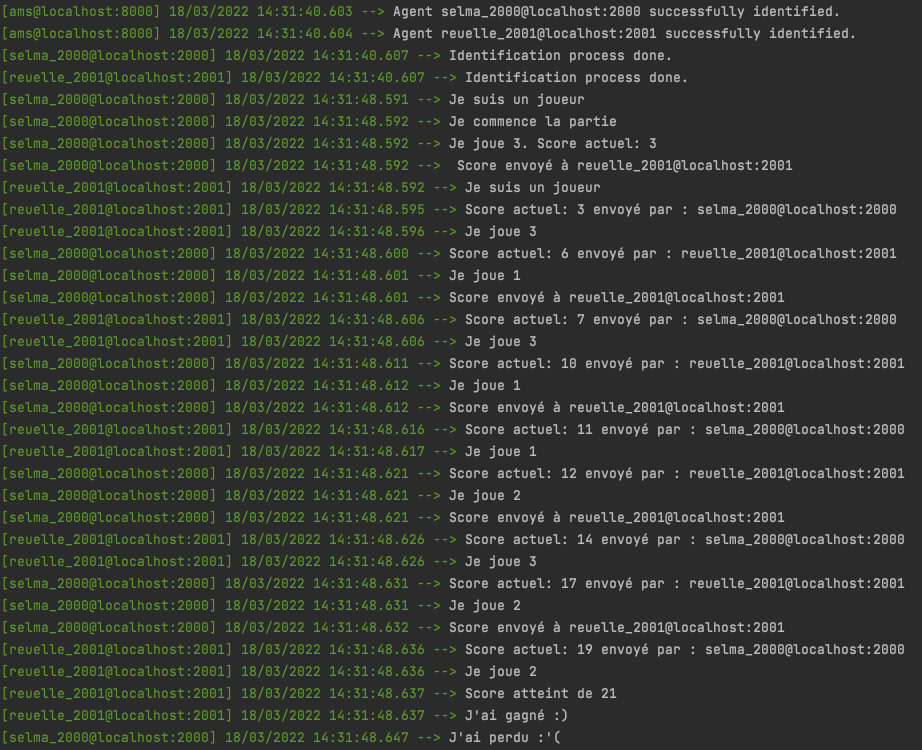 [ams@localhost:8000] 18/03/2022 14:31:40.603 --> Agent selma_2000@localhost:2000 successfully identified.
[ams@localhost:8000] 18/03/2022 14:31:40.604 --> Agent reuelle_2001@localhost:2001 successfully identified.
[selma_2000@localhost:2000] 18/03/2022 14:31:40.607 --> Identification process done.
[reuelle_2001@localhost:2001] 18/03/2022 14:31:40.607 --> Identification process done.
[selma_2000@localhost:2000] 18/03/2022 14:31:48.591 --> Je suis un joueur
[selma_2000@localhost:2000] 18/03/2022 14:31:48.592 --> Je commence la partie
[selma_2000@localhost:2000] 18/03/2022 14:31:48.592 --> Je joue 3. Score actuel: 3
[selma_2000@localhost:2000] 18/03/2022 14:31:48.592 -->  Score envoyé à reuelle_2001@localhost:2001
[reuelle_2001@localhost:2001] 18/03/2022 14:31:48.592 --> Je suis un joueur
[reuelle_2001@localhost:2001] 18/03/2022 14:31:48.595 --> Score actuel: 3 envoyé par : selma_2000@localhost:2000
[reuelle_2001@localhost:2001] 18/03/2022 14:31:48.596 --> Je joue 3
[selma_2000@localhost:2000] 18/03/2022 14:31:48.600 --> Score actuel: 6 envoyé par : reuelle_2001@localhost:2001
[selma_2000@localhost:2000] 18/03/2022 14:31:48.601 --> Je joue 1
[selma_2000@localhost:2000] 18/03/2022 14:31:48.601 --> Score envoyé à reuelle_2001@localhost:2001
[reuelle_2001@localhost:2001] 18/03/2022 14:31:48.606 --> Score actuel: 7 envoyé par : selma_2000@localhost:2000
[reuelle_2001@localhost:2001] 18/03/2022 14:31:48.606 --> Je joue 3
[selma_2000@localhost:2000] 18/03/2022 14:31:48.611 --> Score actuel: 10 envoyé par : reuelle_2001@localhost:2001
[selma_2000@localhost:2000] 18/03/2022 14:31:48.612 --> Je joue 1
[selma_2000@localhost:2000] 18/03/2022 14:31:48.612 --> Score envoyé à reuelle_2001@localhost:2001
[reuelle_2001@localhost:2001] 18/03/2022 14:31:48.616 --> Score actuel: 11 envoyé par : selma_2000@localhost:2000
[reuelle_2001@localhost:2001] 18/03/2022 14:31:48.617 --> Je joue 1
[selma_2000@localhost:2000] 18/03/2022 14:31:48.621 --> Score actuel: 12 envoyé par : reuelle_2001@localhost:2001
[selma_2000@localhost:2000] 18/03/2022 14:31:48.621 --> Je joue 2
[selma_2000@localhost:2000] 18/03/2022 14:31:48.621 --> Score envoyé à reuelle_2001@localhost:2001
[reuelle_2001@localhost:2001] 18/03/2022 14:31:48.626 --> Score actuel: 14 envoyé par : selma_2000@localhost:2000
[reuelle_2001@localhost:2001] 18/03/2022 14:31:48.626 --> Je joue 3
[selma_2000@localhost:2000] 18/03/2022 14:31:48.631 --> Score actuel: 17 envoyé par : reuelle_2001@localhost:2001
[selma_2000@localhost:2000] 18/03/2022 14:31:48.631 --> Je joue 2
[selma_2000@localhost:2000] 18/03/2022 14:31:48.632 --> Score envoyé à reuelle_2001@localhost:2001
[reuelle_2001@localhost:2001] 18/03/2022 14:31:48.636 --> Score actuel: 19 envoyé par : selma_2000@localhost:2000
[reuelle_2001@localhost:2001] 18/03/2022 14:31:48.636 --> Je joue 2
[reuelle_2001@localhost:2001] 18/03/2022 14:31:48.637 --> Score atteint de 21
[reuelle_2001@localhost:2001] 18/03/2022 14:31:48.637 --> J'ai gagné :)
[selma_2000@localhost:2000] 18/03/2022 14:31:48.647 --> J'ai perdu :'(